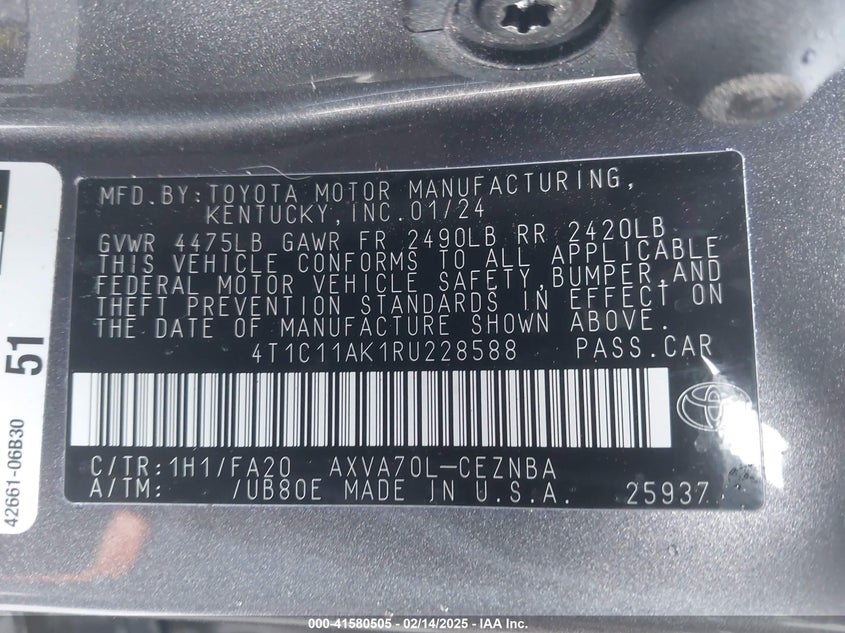 MFD.BY:TOYOTA MOTOR MANUFACTURING,
KENTUCKY,INC.01/24
GVWR 4475LB GAWR FR 2490LB RR 2420LB
THIS VEHICLE CONFORMS TO ALL APPLICABLE
FEDERAL MOTOR VEHICLE SAFETY,BUMPER,AND
THEFT PREVENTION STANDARDS IN EFFECT ON
THE DATE OF MANUFACTURE SHOWN ABOVE.
4T1C11AK1RU228588 PASS.CAR
C/TR:1H1/FA20 AXVA70L-CEZNBA
A/TM: /UB80E MADE IN U.S.A. 25937
51
42661-06B30
000-41580505 - 02/14/2025 - IAA Inc.